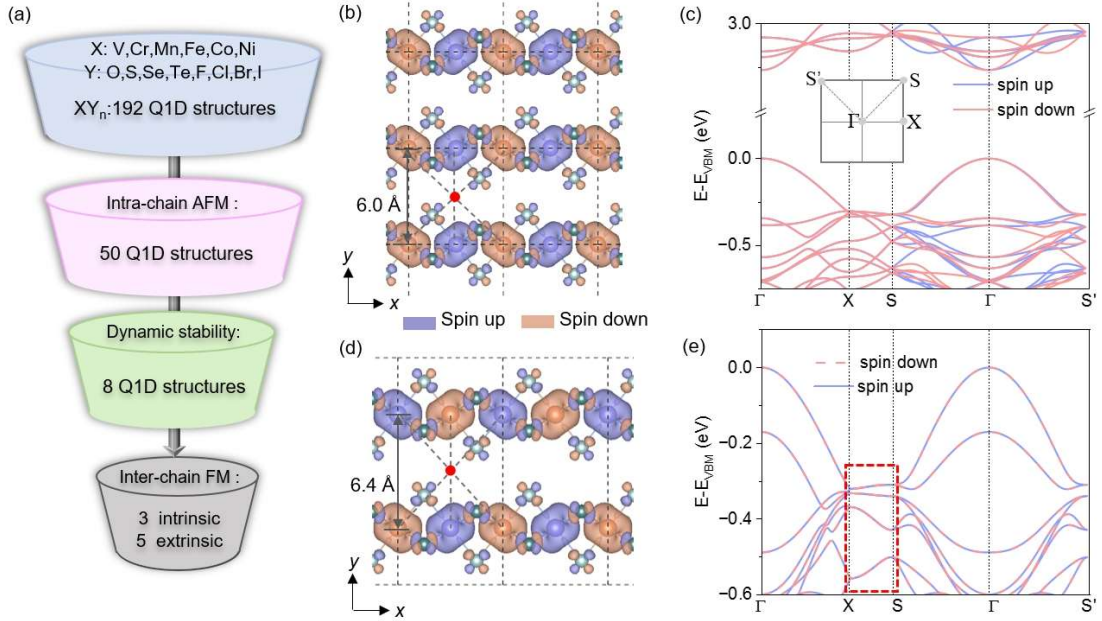 (a)
X: V,Cr,Mn,Fe,Co,Ni
Y: O,S,Se,Te,F,Cl,Br,I
XYn:192 Q1D structures
Intra-chain AFM :
50 Q1D structures
Dynamic stability:
8 Q1D structures
Inter-chain FM :
3 intrinsic
5 extrinsic
(b)
6.0 Å
y
x
Spin up
Spin down
(c)
E-EVBM (eV)
3.0
0.0
−0.5
S'
S
Γ
X
spin up
spin down
Γ
X
S
Γ
S'
(d)
6.4 Å
y
x
(e)
E-EVBM (eV)
0.0
−0.2
−0.4
−0.6
spin down
spin up
Γ
X
S
Γ
S'